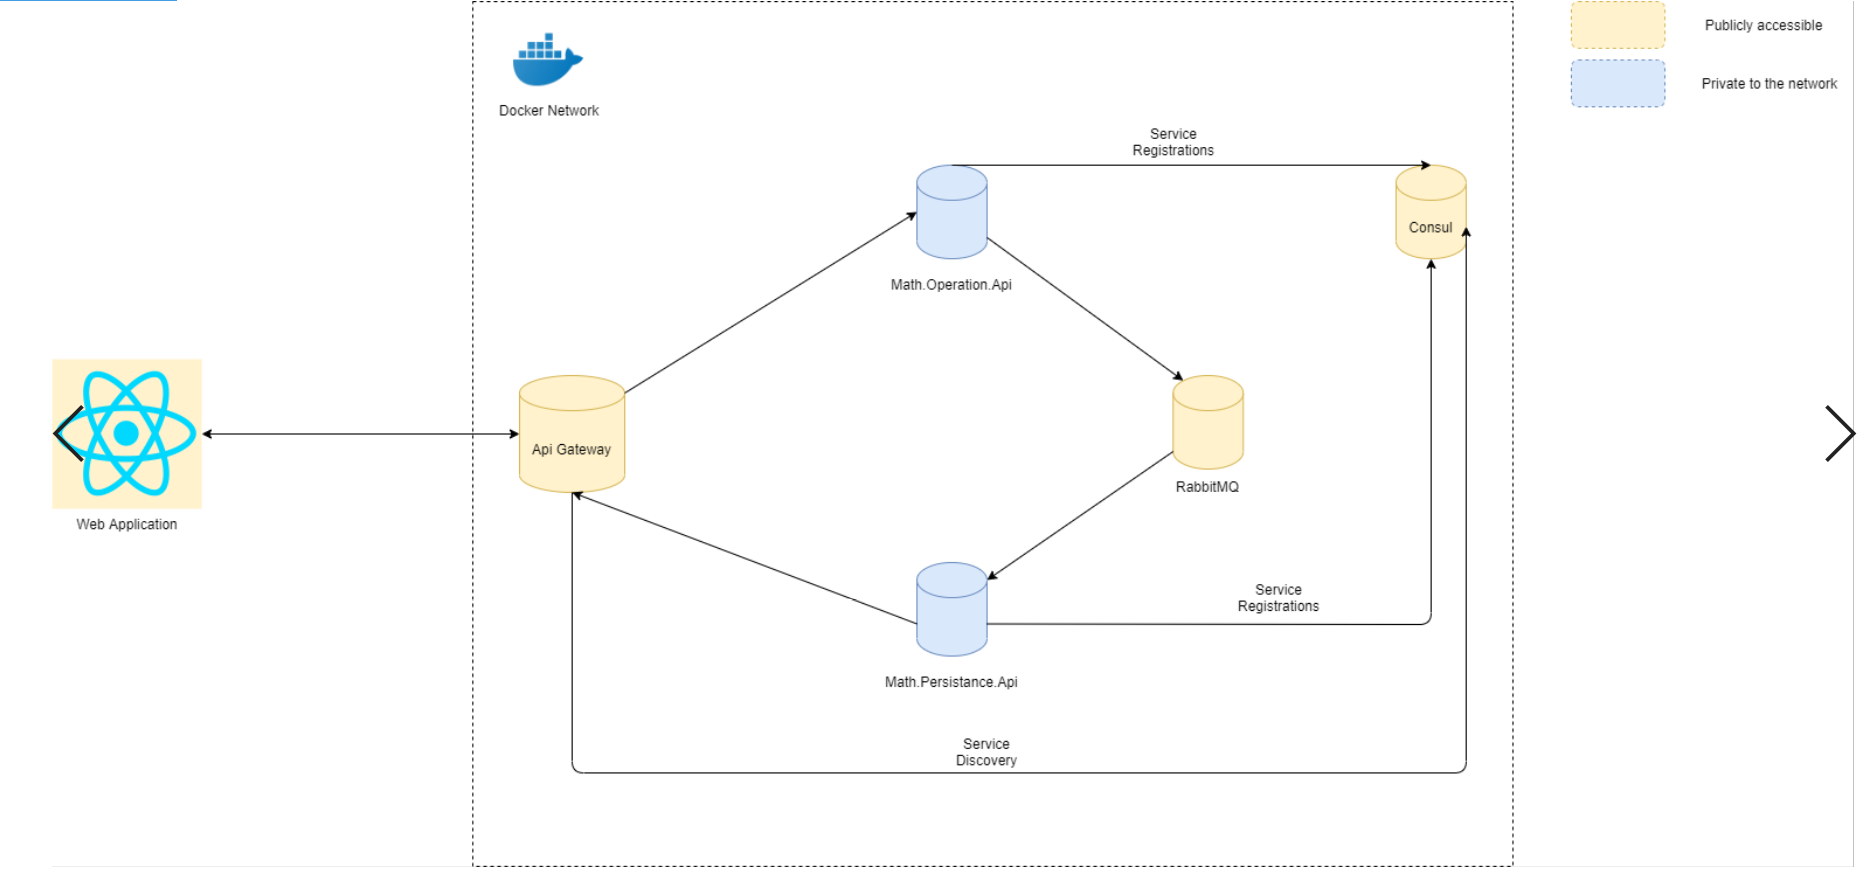 Publicly accessible
Private to the network
Docker Network
Service
Registrations
Consul
Math.Operation.Api
Api Gateway
RabbitMQ
Web Application
Service
Registrations
Math.Persistance.Api
Service
Discovery